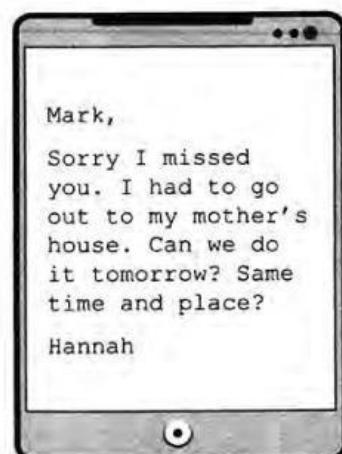 Mark,
Sorry I missed
you. I had to go
out to my mother's
house. Can we do
it tomorrow? Same
time and place?
Hannah